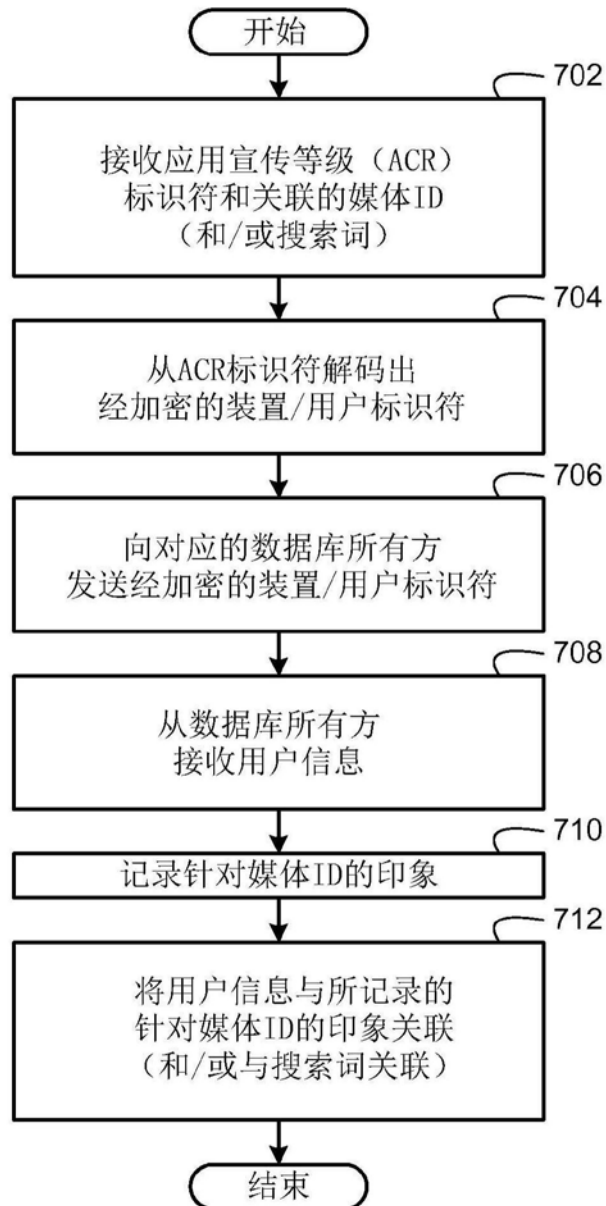 开始
702
接收应用宣传等级（ACR）
标识符和关联的媒体ID
（和/或搜索词）
704
从ACR标识符解码出
经加密的装置/用户标识符
706
向对应的数据库所有方
发送经加密的装置/用户标识符
708
从数据库所有方
接收用户信息
710
记录针对媒体ID的印象
712
将用户信息与所记录的
针对媒体ID的印象关联
（和/或与搜索词关联）
结束